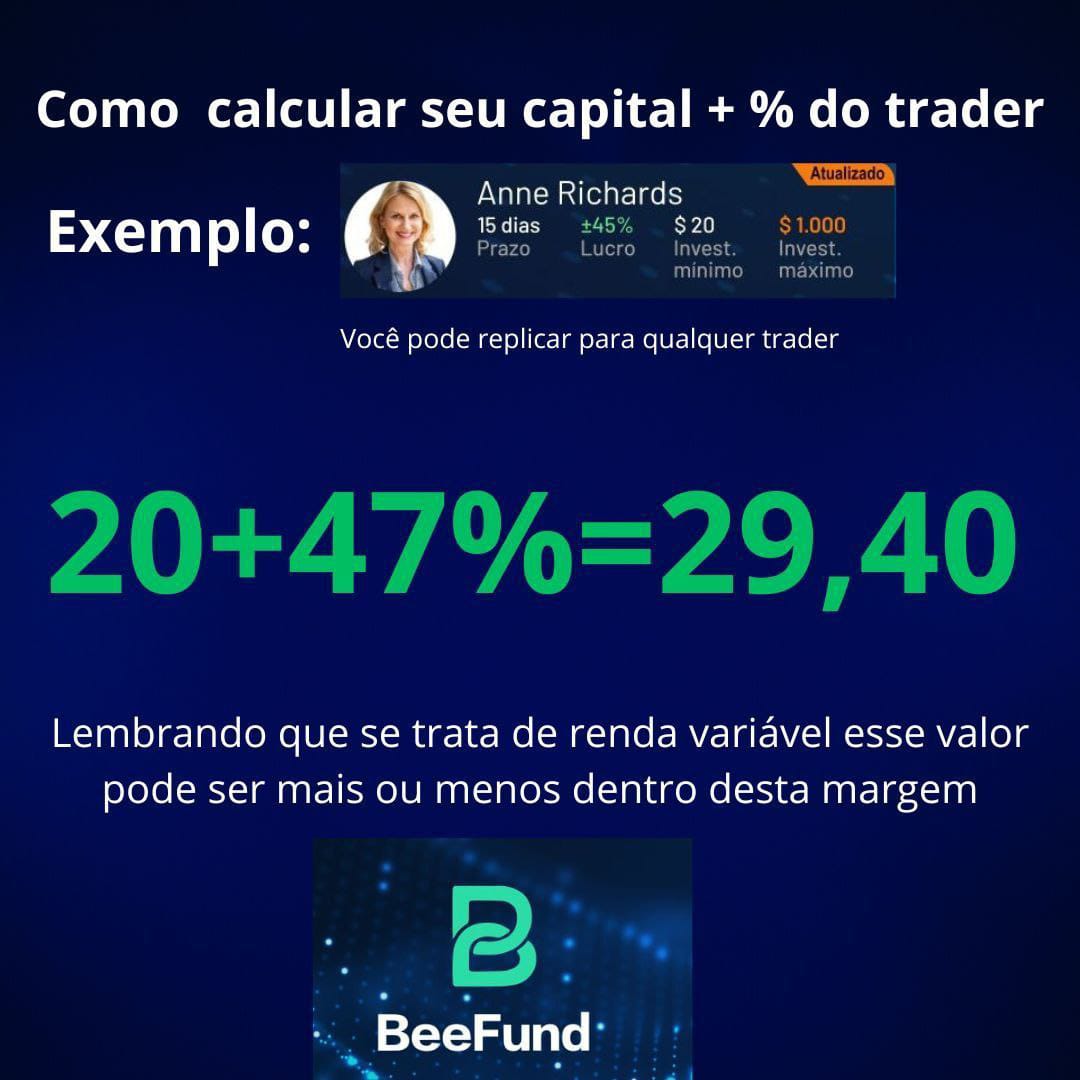 Como calcular seu capital + % do trader
Exemplo:
Atualizado
Anne Richards
15 dias ±45% $ 20 $ 1.000
Prazo Lucro Invest. Invest.
mínimo máximo
Você pode replicar para qualquer trader
20+47%=29,40
Lembrando que se trata de renda variável esse valor
pode ser mais ou menos dentro desta margem
BeeFund